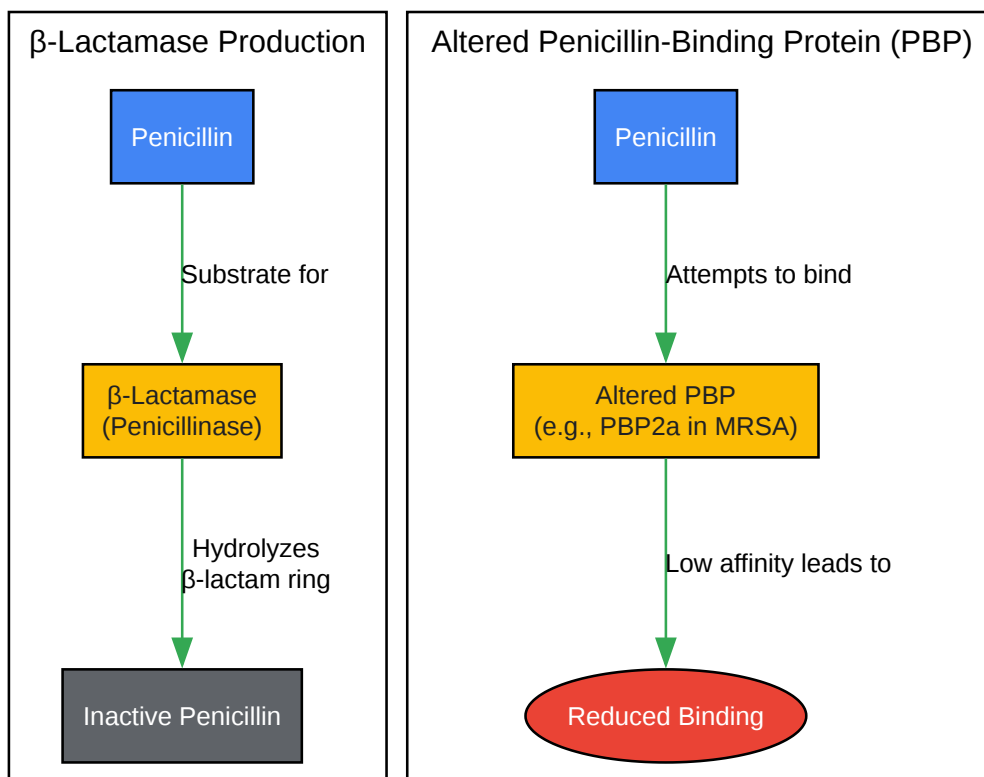 β-Lactamase Production
Penicillin
Substrate for
β-Lactamase
(Penicillinase)
Hydrolyzes
β-lactam ring
Inactive Penicillin
Altered Penicillin-Binding Protein (PBP)
Penicillin
Attempts to bind
Altered PBP
(e.g., PBP2a in MRSA)
Low affinity leads to
Reduced Binding